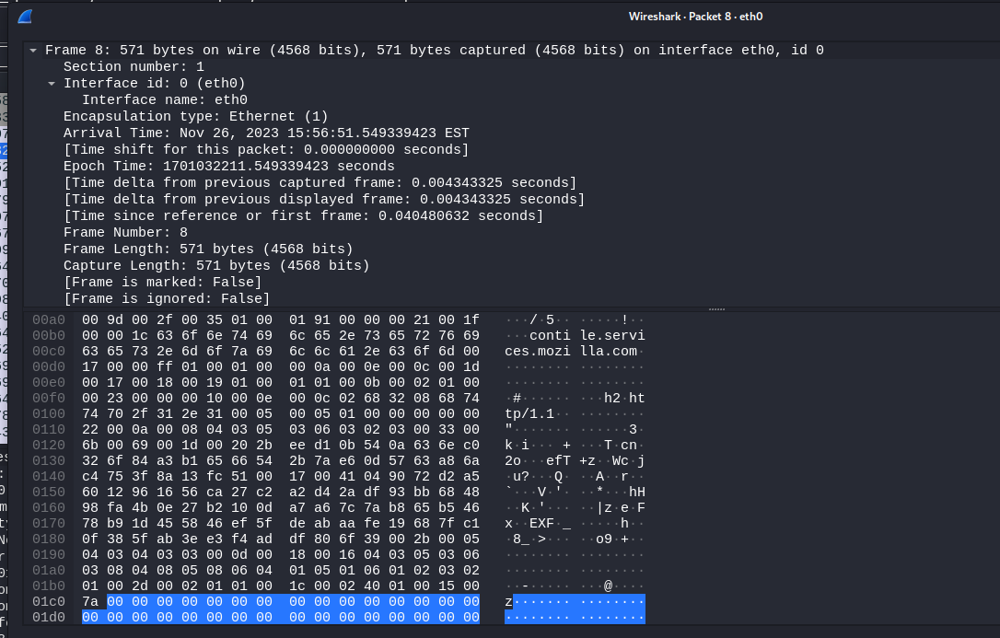 Wireshark · Packet 8 · eth0
Frame 8: 571 bytes on wire (4568 bits), 571 bytes captured (4568 bits) on interface eth0, id 0
Section number: 1
Interface id: 0 (eth0)
Interface name: eth0
Encapsulation type: Ethernet (1)
Arrival Time: Nov 26, 2023 15:56:51.549339423 EST
[Time shift for this packet: 0.000000000 seconds]
Epoch Time: 1701032211.549339423 seconds
[Time delta from previous captured frame: 0.004343325 seconds]
[Time delta from previous displayed frame: 0.004343325 seconds]
[Time since reference or first frame: 0.040480632 seconds]
Frame Number: 8
Frame Length: 571 bytes (4568 bits)
Capture Length: 571 bytes (4568 bits)
[Frame is marked: False]
[Frame is ignored: False]
00a0 00 9d 00 2f 00 35 01 00 01 91 00 00 00 21 00 1f ···/·5·· ·····!··
00b0 00 00 1c 63 6f 6e 74 69 6c 65 2e 73 65 72 76 69 ···conti le.servi
00c0 63 65 73 2e 6d 6f 7a 69 6c 6c 61 2e 63 6f 6d 00 ces.mozi lla.com·
00d0 17 00 00 ff 01 00 01 00 00 0a 00 0e 00 0c 00 1d ········ ········
00e0 00 17 00 18 00 19 01 00 01 01 00 0b 00 02 01 00 ········ ········
00f0 00 23 00 00 00 10 00 0e 00 0c 02 68 32 08 68 74 ·#······ ···h2·ht
0100 74 70 2f 31 2e 31 00 05 00 05 01 00 00 00 00 00 tp/1.1·· ········
0110 22 00 0a 00 08 04 03 05 03 06 03 02 03 00 33 00 "······· ······3·
0120 6b 00 69 00 1d 00 20 2b ee d1 0b 54 0a 63 6e c0 k·i··· + ···T·cn·
0130 32 6f 84 a3 b1 65 66 54 2b 7a e6 0d 57 63 a8 6a 2o···efT +z··Wc·j
0140 c4 75 3f 8a 13 fc 51 00 17 00 41 04 90 72 d2 a5 ·u?···Q· ··A··r··
0150 60 12 96 16 56 ca 27 c2 a2 d4 2a df 93 bb 68 48 `···V·'· ··*···hH
0160 98 fa 4b 0e 27 b2 10 0d a7 a6 7c 7a b8 65 b5 46 ··K·'··· ··|z·e·F
0170 78 b9 1d 45 58 46 ef 5f de ab aa fe 19 68 7f c1 x··EXF·_ ·····h··
0180 0f 38 5f ab 3e e3 f4 ad df 80 6f 39 00 2b 00 05 ·8_·>··· ··o9·+··
0190 04 03 04 03 03 00 0d 00 18 00 16 04 03 05 03 06 ········ ········
01a0 03 08 04 08 05 08 06 04 01 05 01 06 01 02 03 02 ········ ········
01b0 01 00 2d 00 02 01 01 00 1c 00 02 40 01 00 15 00 ··-····· ···@····
01c0 7a 00 00 00 00 00 00 00 00 00 00 00 00 00 00 00 z······· ········
01d0 00 00 00 00 00 00 00 00 00 00 00 00 00 00 00 00 ········ ········